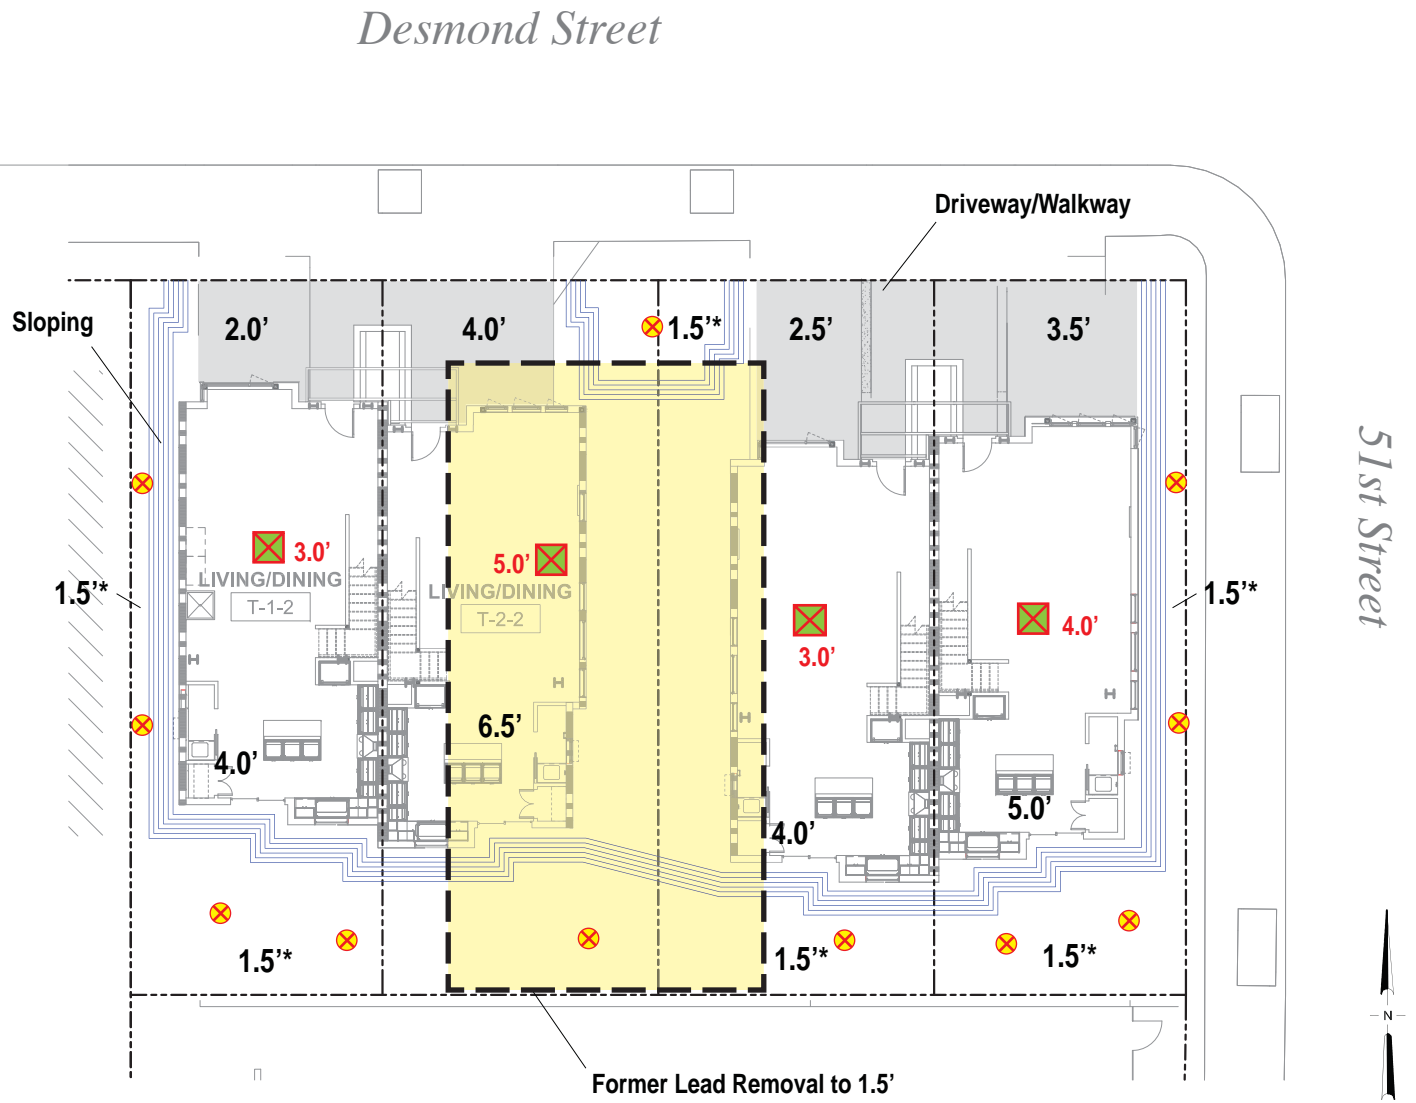 Desmond Street
Driveway/Walkway
Sloping
2.0’
4.0’
1.5’*
2.5’
3.5’
51st Street
3.0’
LIVING/DINING
T-1-2
5.0’
LIVING/DINING
T-2-2
1.5’*
3.0’
4.0’
1.5’*
6.5’
4.0’
4.0’
5.0’
1.5’*
1.5’*
1.5’*
N
Former Lead Removal to 1.5’